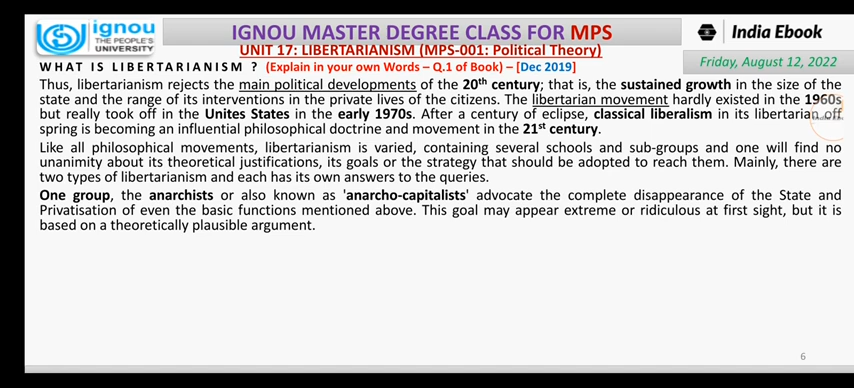 ignou
THE PEOPLE'S
UNIVERSITY
IGNOU MASTER DEGREE CLASS FOR MPS
UNIT 17: LIBERTARIANISM (MPS-001: Political Theory)
India Ebook
Friday, August 12, 2022
WHAT IS LIBERTARIANISM ? (Explain in your own Words – Q.1 of Book) – [Dec 2019]
Thus, libertarianism rejects the main political developments of the 20th century; that is, the sustained growth in the size of the
state and the range of its interventions in the private lives of the citizens. The libertarian movement hardly existed in the 1960s
but really took off in the Unites States in the early 1970s. After a century of eclipse, classical liberalism in its libertarian off
spring is becoming an influential philosophical doctrine and movement in the 21st century.
Like all philosophical movements, libertarianism is varied, containing several schools and sub-groups and one will find no
unanimity about its theoretical justifications, its goals or the strategy that should be adopted to reach them. Mainly, there are
two types of libertarianism and each has its own answers to the queries.
One group, the anarchists or also known as 'anarcho-capitalists' advocate the complete disappearance of the State and
Privatisation of even the basic functions mentioned above. This goal may appear extreme or ridiculous at first sight, but it is
based on a theoretically plausible argument.
6